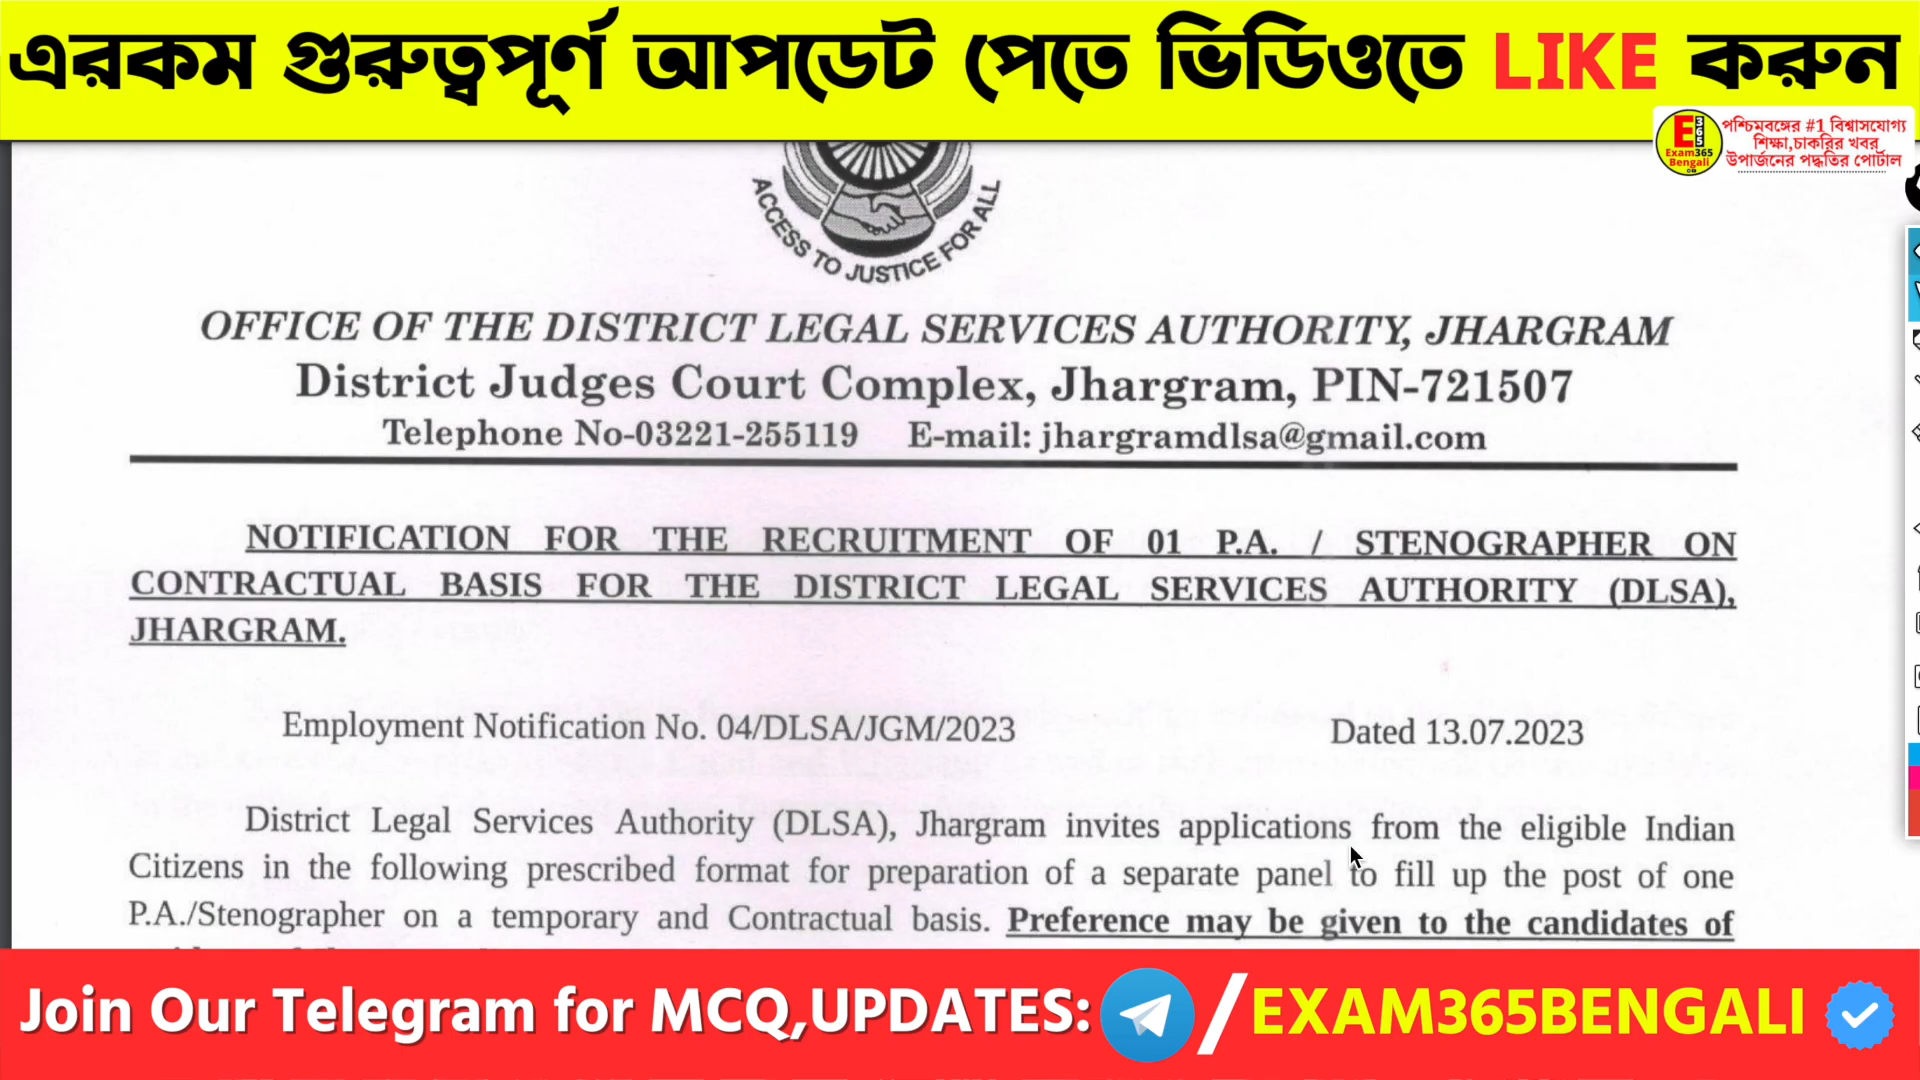 এরকম গুরুত্বপূর্ণ আপডেট পেতে ভিডিওতে LIKE করুন
E 365
Exam365
Bengali
পশ্চিমবঙ্গের #1 বিশ্বাসযোগ্য
শিক্ষা,চাকরির খবর
উপার্জনের পদ্ধতির পোর্টাল
ACCESS TO JUSTICE FOR ALL
OFFICE OF THE DISTRICT LEGAL SERVICES AUTHORITY, JHARGRAM
District Judges Court Complex, Jhargram, PIN-721507
Telephone No-03221-255119 E-mail: jhargramdlsa@gmail.com
NOTIFICATION FOR THE RECRUITMENT OF 01 P.A. / STENOGRAPHER ON
CONTRACTUAL BASIS FOR THE DISTRICT LEGAL SERVICES AUTHORITY (DLSA),
JHARGRAM.
Employment Notification No. 04/DLSA/JGM/2023 Dated 13.07.2023
District Legal Services Authority (DLSA), Jhargram invites applications from the eligible Indian
Citizens in the following prescribed format for preparation of a separate panel to fill up the post of one
P.A./Stenographer on a temporary and Contractual basis. Preference may be given to the candidates of
Join Our Telegram for MCQ,UPDATES: /EXAM365BENGALI